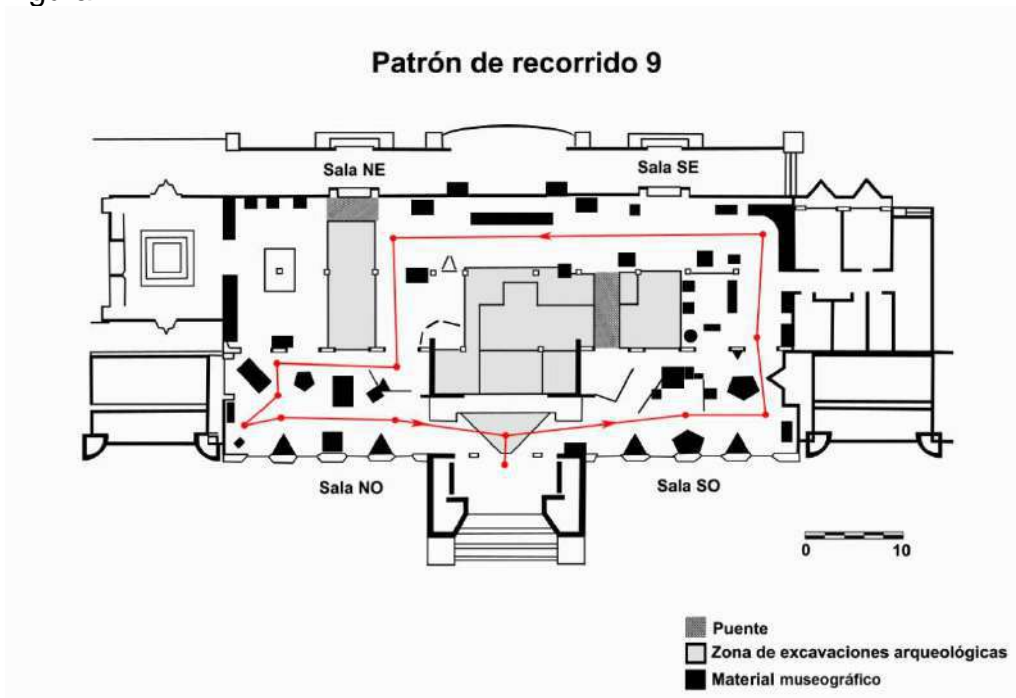 Patrón de recorrido 9
Sala NE
Sala SE
Sala NO
Sala SO
0 10
Puente
Zona de excavaciones arqueológicas
Material museográfico